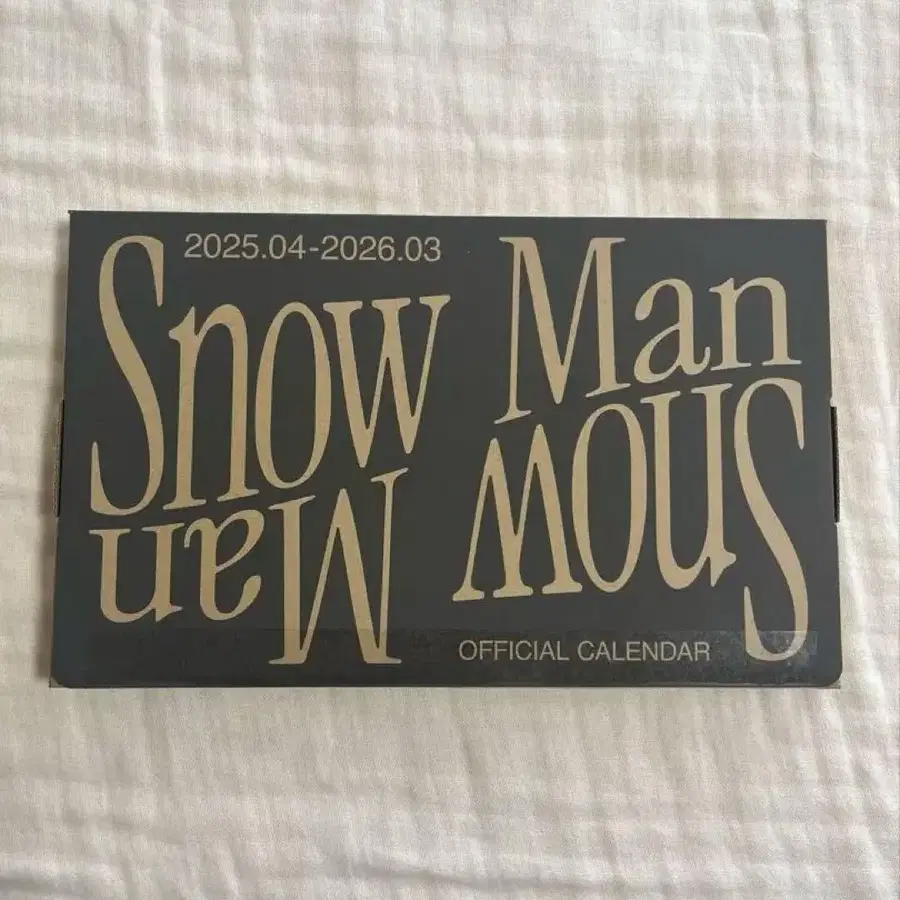 2025.04-2026.03
Snow Man
Snow Man
OFFICIAL CALENDAR